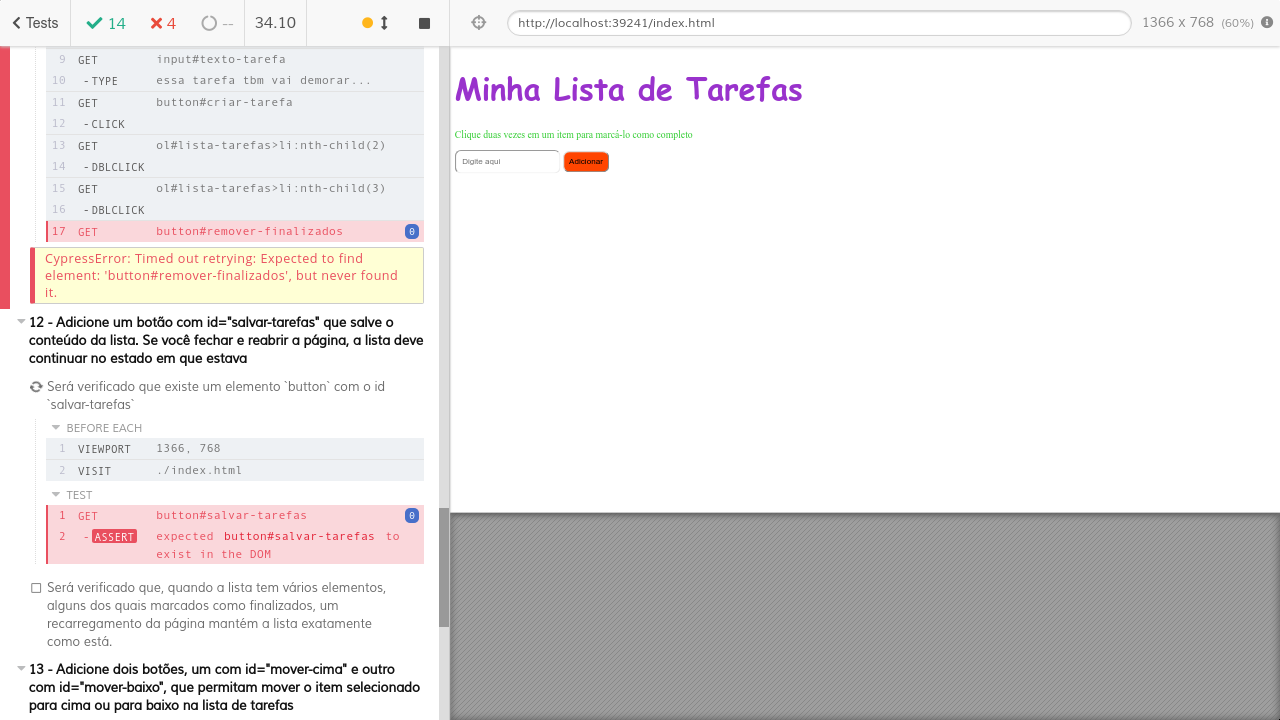 Tests 14 4 -- 34.10
http://localhost:39241/index.html 1366 x 768 (60%)
9 GET input#texto-tarefa
10 -TYPE essa tarefa tbm vai demorar...
11 GET button#criar-tarefa
12 -CLICK
13 GET ol#lista-tarefas>li:nth-child(2)
14 -DBLCLICK
15 GET ol#lista-tarefas>li:nth-child(3)
16 -DBLCLICK
17 GET button#remover-finalizados 0
CypressError: Timed out retrying: Expected to find
element: 'button#remover-finalizados', but never found
it.
12 - Adicione um botão com id="salvar-tarefas" que salve o
conteúdo da lista. Se você fechar e reabrir a página, a lista deve
continuar no estado em que estava
Será verificado que existe um elemento `button` com o id
`salvar-tarefas`
BEFORE EACH
1 VIEWPORT 1366, 768
2 VISIT ./index.html
TEST
1 GET button#salvar-tarefas 0
2 -ASSERT expected button#salvar-tarefas to
exist in the DOM
Será verificado que, quando a lista tem vários elementos,
alguns dos quais marcados como finalizados, um
recarregamento da página mantém a lista exatamente
como está.
13 - Adicione dois botões, um com id="mover-cima" e outro
com id="mover-baixo", que permitam mover o item selecionado
para cima ou para baixo na lista de tarefas
Minha Lista de Tarefas
Clique duas vezes em um item para marcá-lo como completo
Digite aqui Adicionar